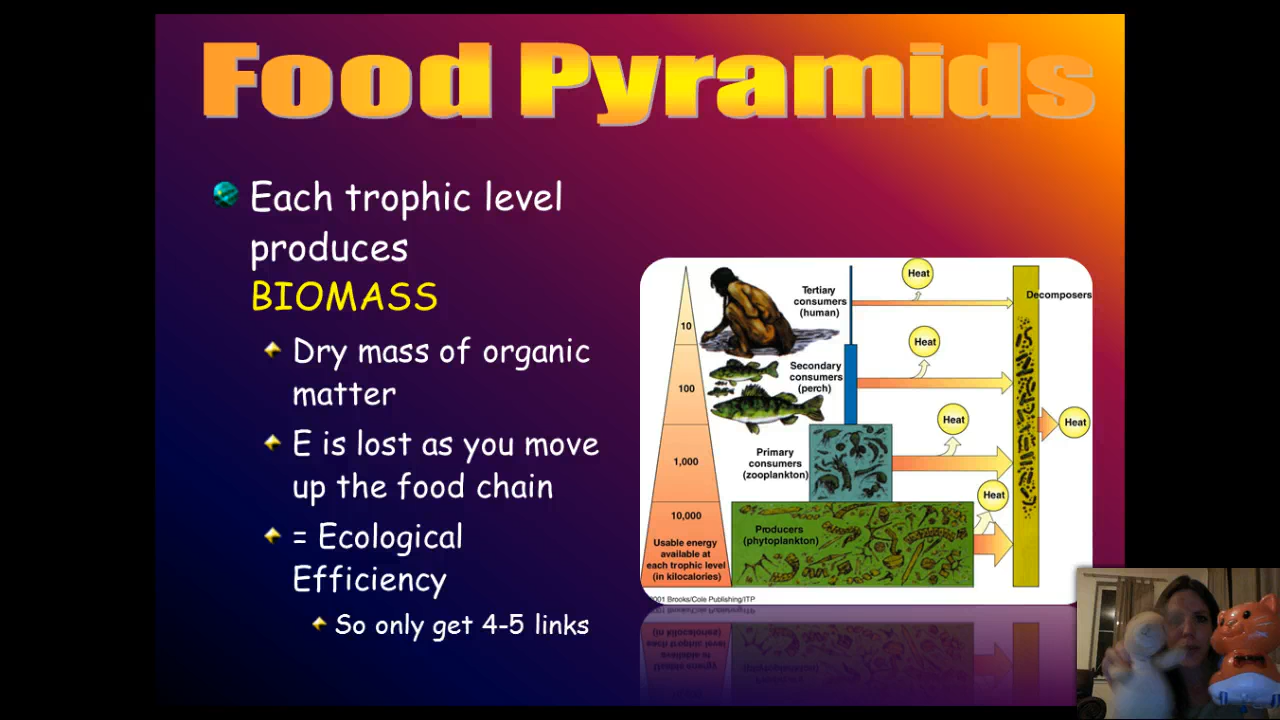 Food Pyramids
Each trophic level
produces
BIOMASS
Dry mass of organic
matter
E is lost as you move
up the food chain
= Ecological
Efficiency
So only get 4-5 links
Heat
Tertiary
consumers
(human)
Decomposers
10
Heat
Secondary
consumers
(perch)
100
Heat
Heat
Primary
consumers
(zooplankton)
1,000
Heat
10,000
Producers
(phytoplankton)
Usable energy
available at
each trophic level
(in kilocalories)
2001 Brooks/Cole Publishing/ITP